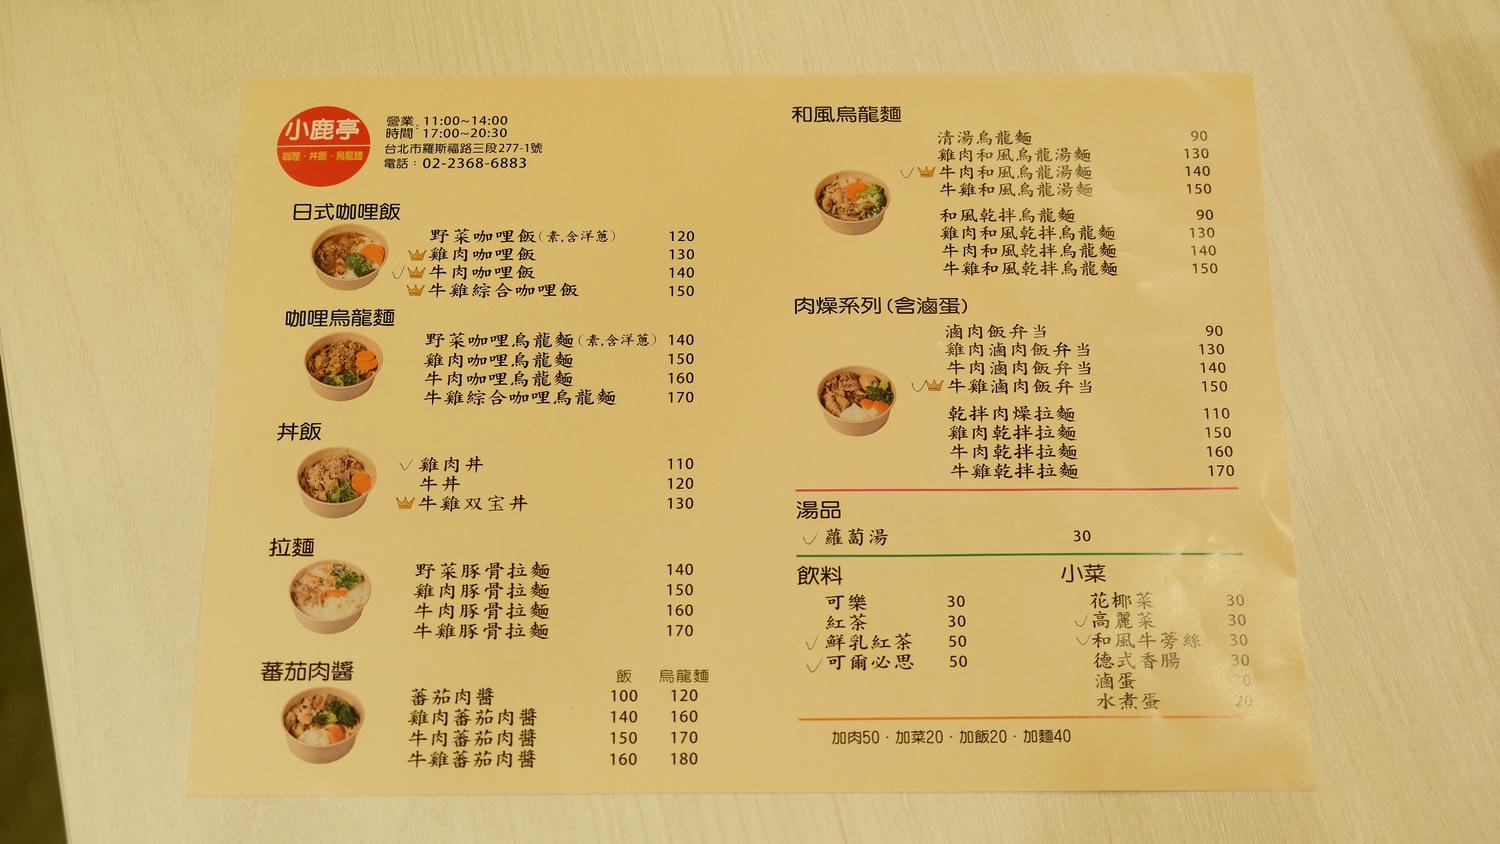 小鹿亭
咖哩・丼飯・烏龍麵
營業時間：11:00~14:00
17:00~20:30
台北市羅斯福路三段277-1號
電話：02-2368-6883
日式咖哩飯
野菜咖哩飯(素,含洋蔥) 120
雞肉咖哩飯 130
牛肉咖哩飯 140
牛雞綜合咖哩飯 150
咖哩烏龍麵
野菜咖哩烏龍麵(素,含洋蔥) 140
雞肉咖哩烏龍麵 150
牛肉咖哩烏龍麵 160
牛雞綜合咖哩烏龍麵 170
丼飯
雞肉丼 110
牛丼 120
牛雞双宝丼 130
拉麵
野菜豚骨拉麵 140
雞肉豚骨拉麵 150
牛肉豚骨拉麵 160
牛雞豚骨拉麵 170
蕃茄肉醬 飯 烏龍麵
蕃茄肉醬 100 120
雞肉蕃茄肉醬 140 160
牛肉蕃茄肉醬 150 170
牛雞蕃茄肉醬 160 180
和風烏龍麵
清湯烏龍麵 90
雞肉和風烏龍湯麵 130
牛肉和風烏龍湯麵 140
牛雞和風烏龍湯麵 150
和風乾拌烏龍麵 90
雞肉和風乾拌烏龍麵 130
牛肉和風乾拌烏龍麵 140
牛雞和風乾拌烏龍麵 150
肉燥系列(含滷蛋)
滷肉飯弁当 90
雞肉滷肉飯弁当 130
牛肉滷肉飯弁当 140
牛雞滷肉飯弁当 150
乾拌肉燥拉麵 110
雞肉乾拌拉麵 150
牛肉乾拌拉麵 160
牛雞乾拌拉麵 170
湯品
蘿蔔湯 30
飲料
可樂 30
紅茶 30
鮮乳紅茶 50
可爾必思 50
小菜
花椰菜 30
高麗菜 30
和風牛蒡絲 30
德式香腸 30
滷蛋 20
水煮蛋 20
加肉50・加菜20・加飯20・加麵40